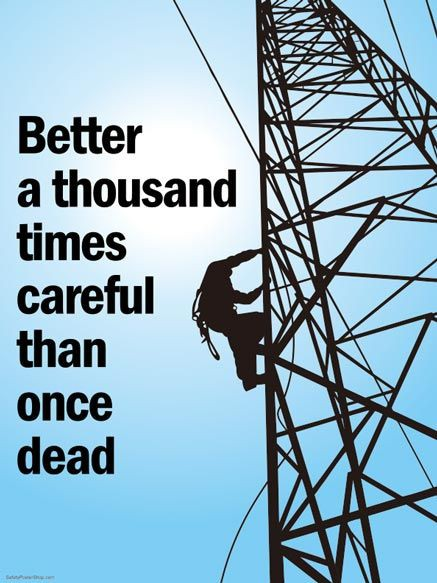 Better
a thousand
times
careful
than
once
dead
SafetyPosterShop.com